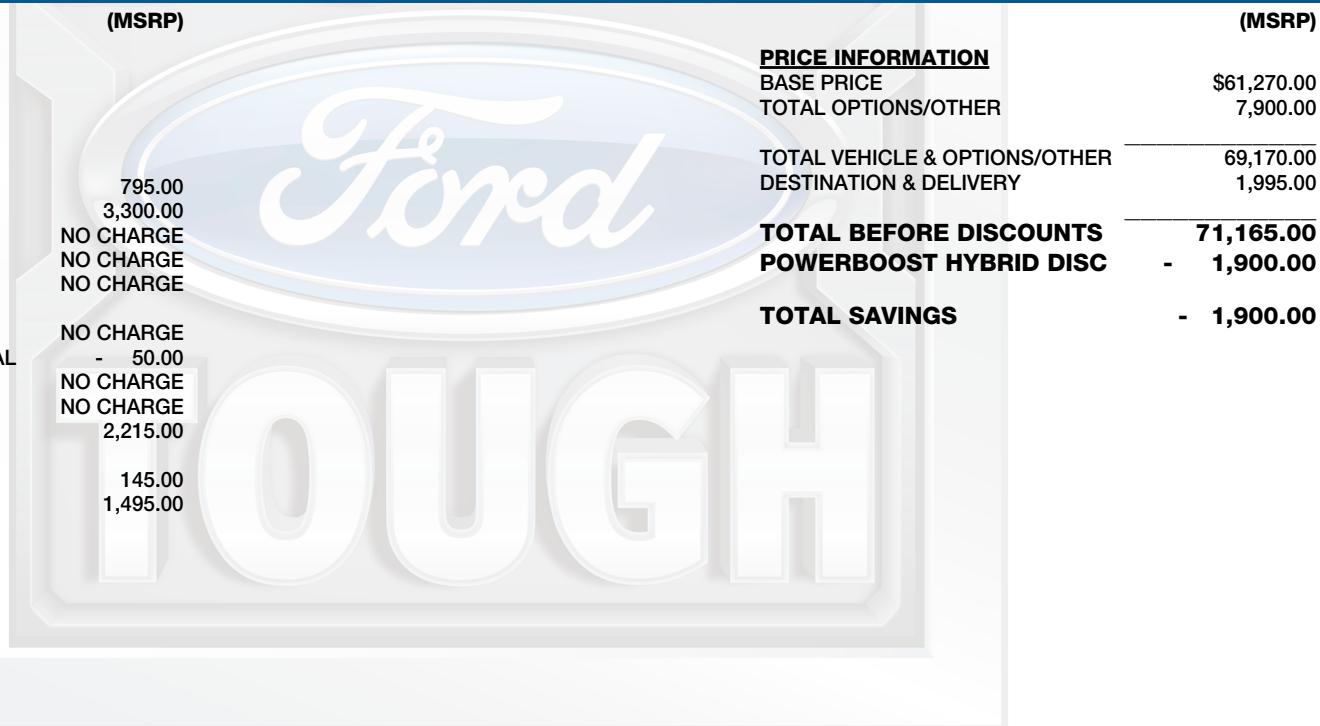 (MSRP)
795.00
3,300.00
NO CHARGE
NO CHARGE
NO CHARGE
NO CHARGE
AL - 50.00
NO CHARGE
NO CHARGE
2,215.00
145.00
1,495.00
(MSRP)
PRICE INFORMATION
BASE PRICE $61,270.00
TOTAL OPTIONS/OTHER 7,900.00
TOTAL VEHICLE & OPTIONS/OTHER 69,170.00
DESTINATION & DELIVERY 1,995.00
TOTAL BEFORE DISCOUNTS 71,165.00
POWERBOOST HYBRID DISC - 1,900.00
TOTAL SAVINGS - 1,900.00
Ford
TOUGH